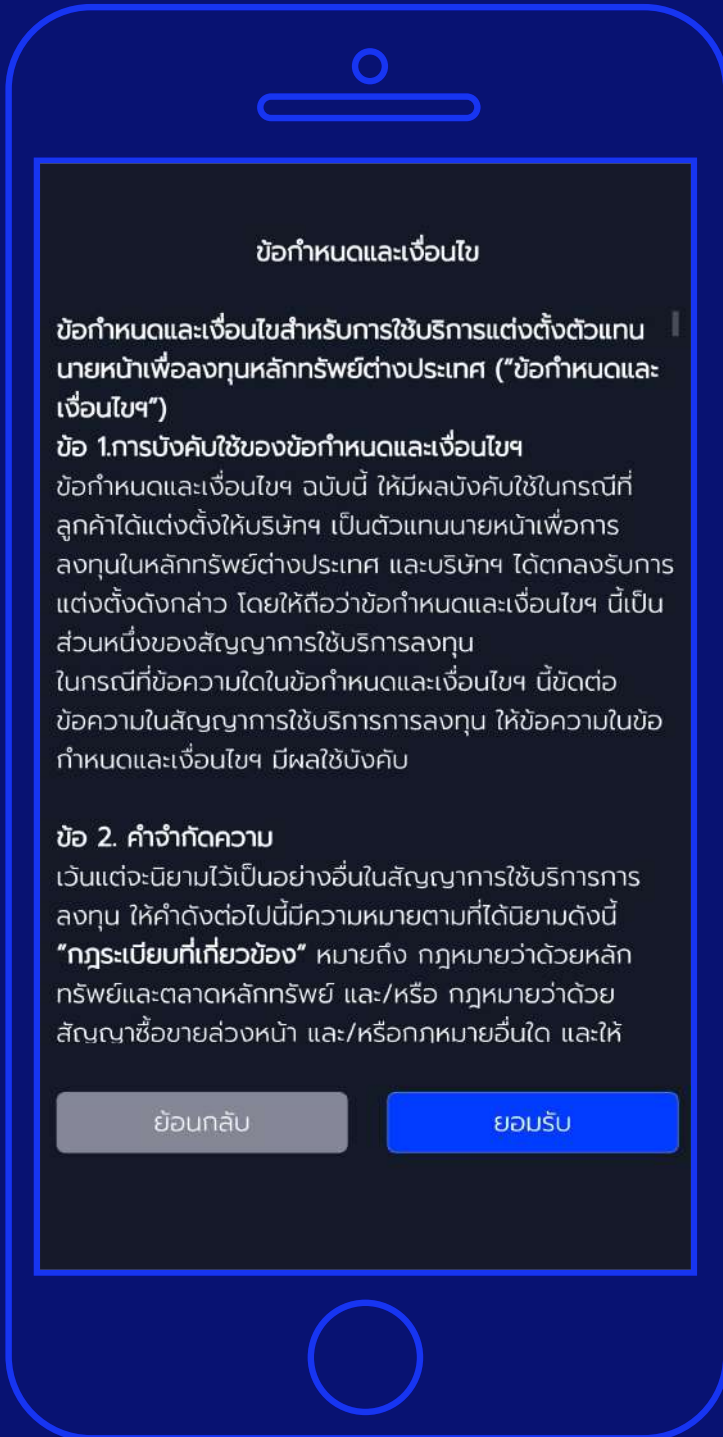 ข้อกำหนดและเงื่อนไข
ข้อกำหนดและเงื่อนไขสำหรับการใช้บริการแต่งตั้งตัวแทน
นายหน้าเพื่อลงทุนหลักทรัพย์ต่างประเทศ ("ข้อกำหนดและ
เงื่อนไขฯ")
ข้อ 1.การบังคับใช้ของข้อกำหนดและเงื่อนไขฯ
ข้อกำหนดและเงื่อนไขฯ ฉบับนี้ ให้มีผลบังคับใช้ในกรณีที่
ลูกค้าได้แต่งตั้งให้บริษัทฯ เป็นตัวแทนนายหน้าเพื่อการ
ลงทุนในหลักทรัพย์ต่างประเทศ และบริษัทฯ ได้ตกลงรับการ
แต่งตั้งดังกล่าว โดยให้ถือว่าข้อกำหนดและเงื่อนไขฯ นี้เป็น
ส่วนหนึ่งของสัญญาการใช้บริการลงทุน
ในกรณีที่ข้อความใดในข้อกำหนดและเงื่อนไขฯ นี้ขัดต่อ
ข้อความในสัญญาการใช้บริการการลงทุน ให้ข้อความในข้อ
กำหนดและเงื่อนไขฯ มีผลใช้บังคับ
ข้อ 2. คำจำกัดความ
เว้นแต่จะนิยามไว้เป็นอย่างอื่นในสัญญาการใช้บริการการ
ลงทุน ให้คำดังต่อไปนี้มีความหมายตามที่ได้นิยามดังนี้
"กฎระเบียบที่เกี่ยวข้อง" หมายถึง กฎหมายว่าด้วยหลัก
ทรัพย์และตลาดหลักทรัพย์ และ/หรือ กฎหมายว่าด้วย
สัญญาซื้อขายล่วงหน้า และ/หรือกฎหมายอื่นใด และให้
ย้อนกลับ
ยอมรับ